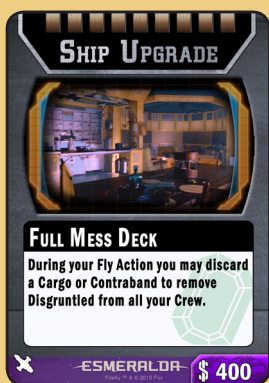 SHIP UPGRADE
FULL MESS DECK
During your Fly Action you may discard
a Cargo or Contraband to remove
Disgruntled from all your Crew.
ESMERALDA
Firefly ™ & © 2015 Fox
$ 400